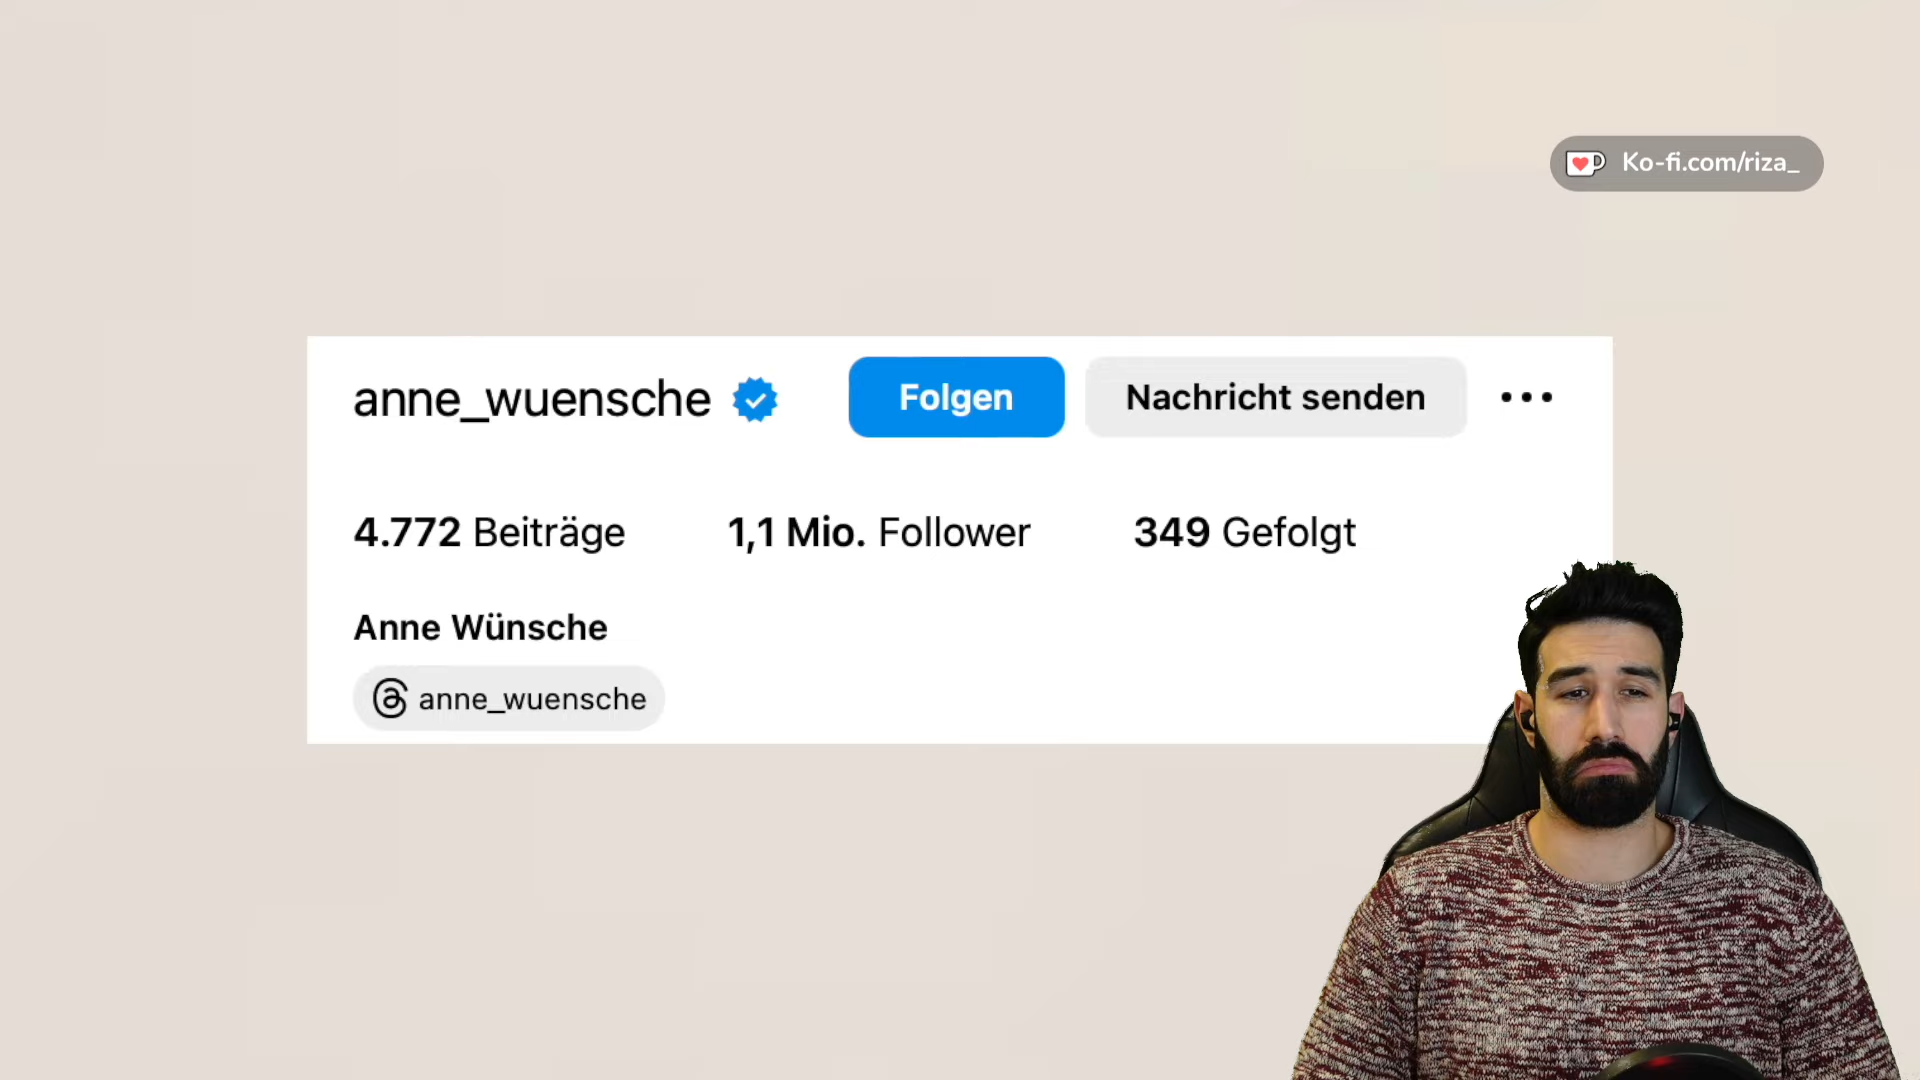 Ko-fi.com/riza_
anne_wuensche Folgen Nachricht senden
4.772 Beiträge 1,1 Mio. Follower 349 Gefolgt
Anne Wünsche
anne_wuensche